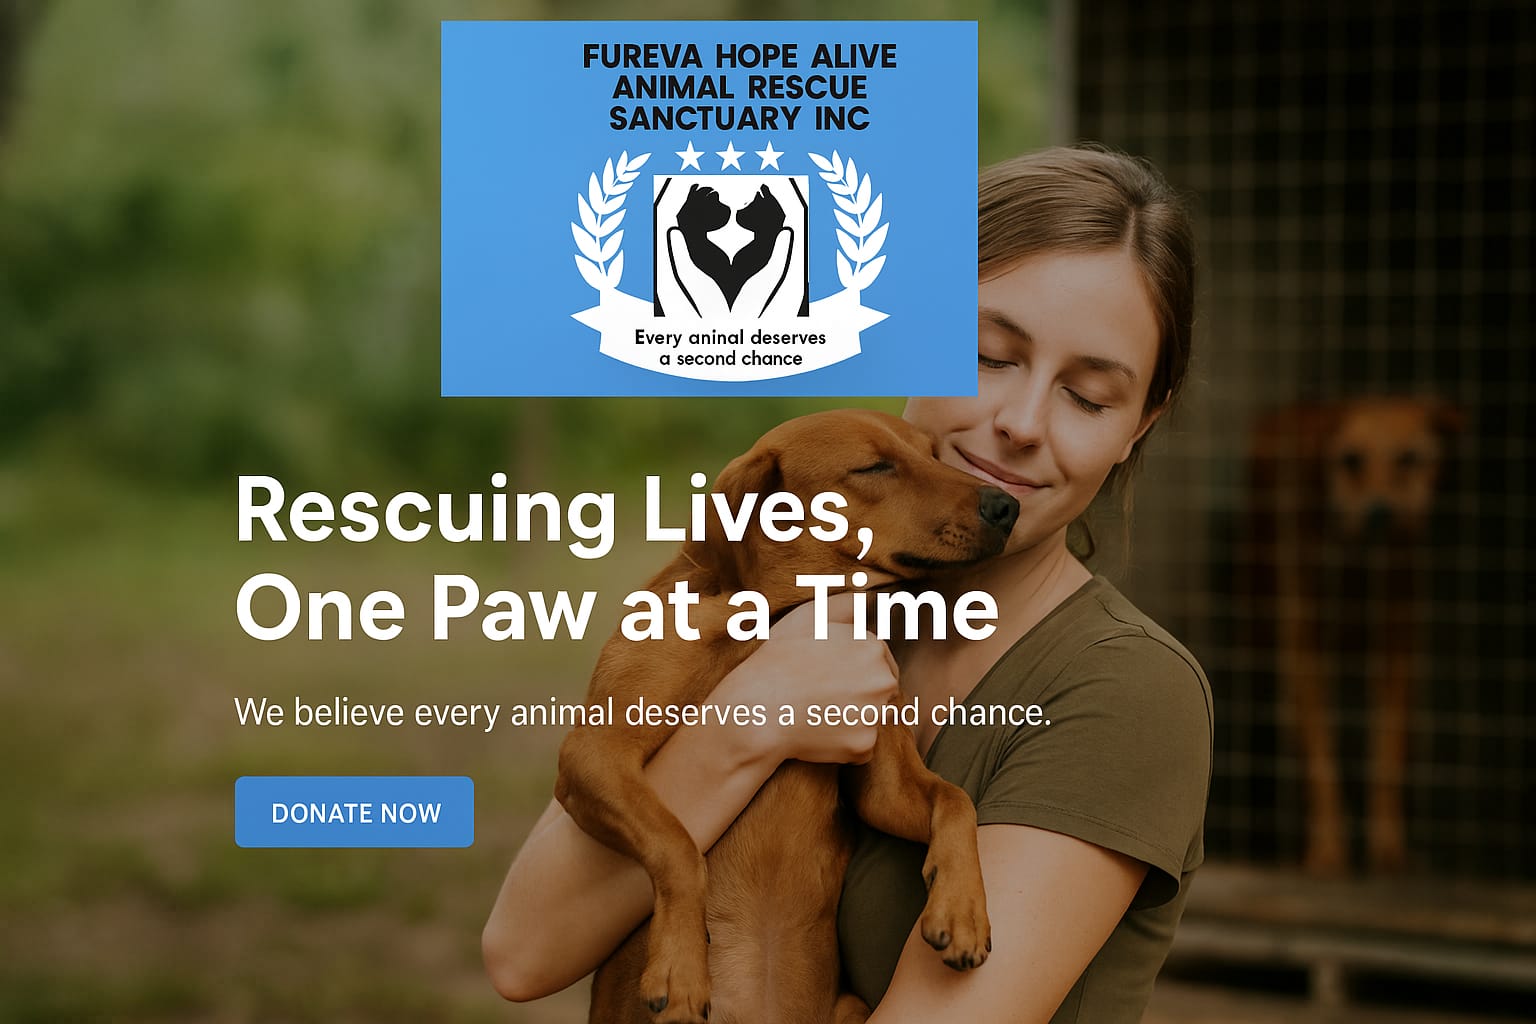 FUREVA HOPE ALIVE
ANIMAL RESCUE
SANCTUARY INC
Every aninal deserves
a second chance
Rescuing Lives,
One Paw at a Time
We believe every animal deserves a second chance.
DONATE NOW